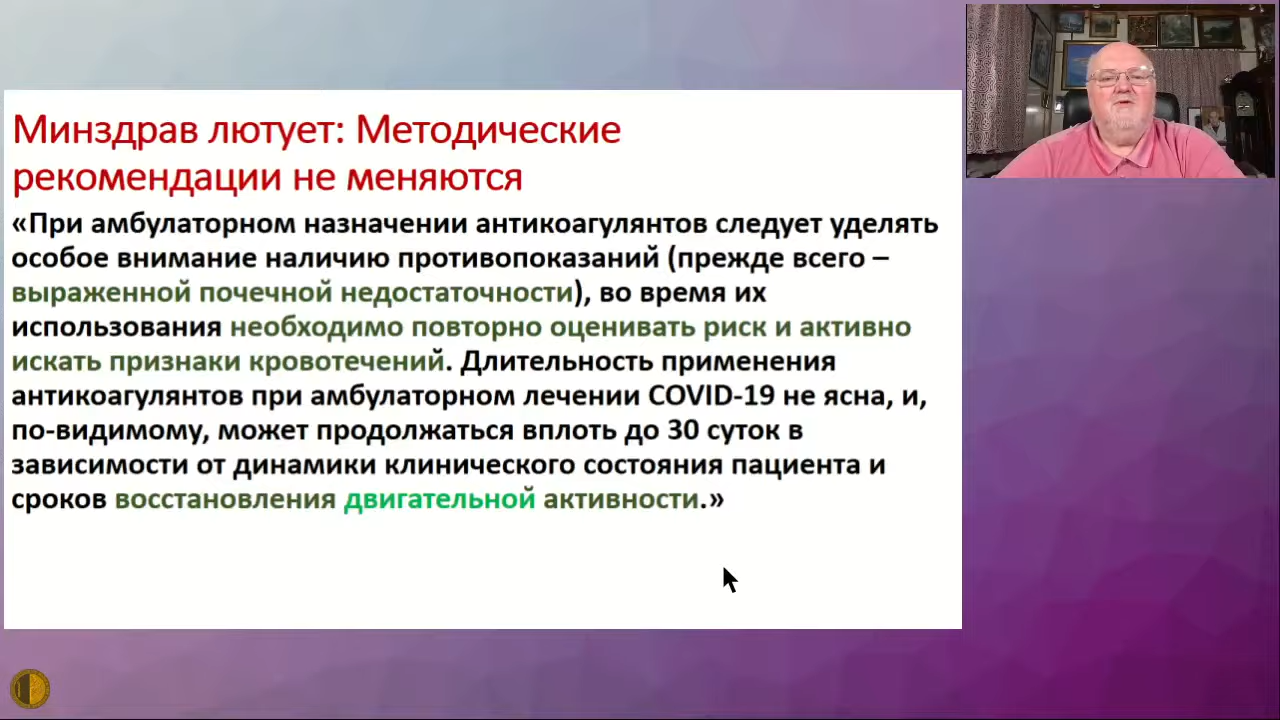 Минздрав лютует: Методические
рекомендации не меняются
«При амбулаторном назначении антикоагулянтов следует уделять
особое внимание наличию противопоказаний (прежде всего –
выраженной почечной недостаточности), во время их
использования необходимо повторно оценивать риск и активно
искать признаки кровотечений. Длительность применения
антикоагулянтов при амбулаторном лечении COVID-19 не ясна, и,
по-видимому, может продолжаться вплоть до 30 суток в
зависимости от динамики клинического состояния пациента и
сроков восстановления двигательной активности.»